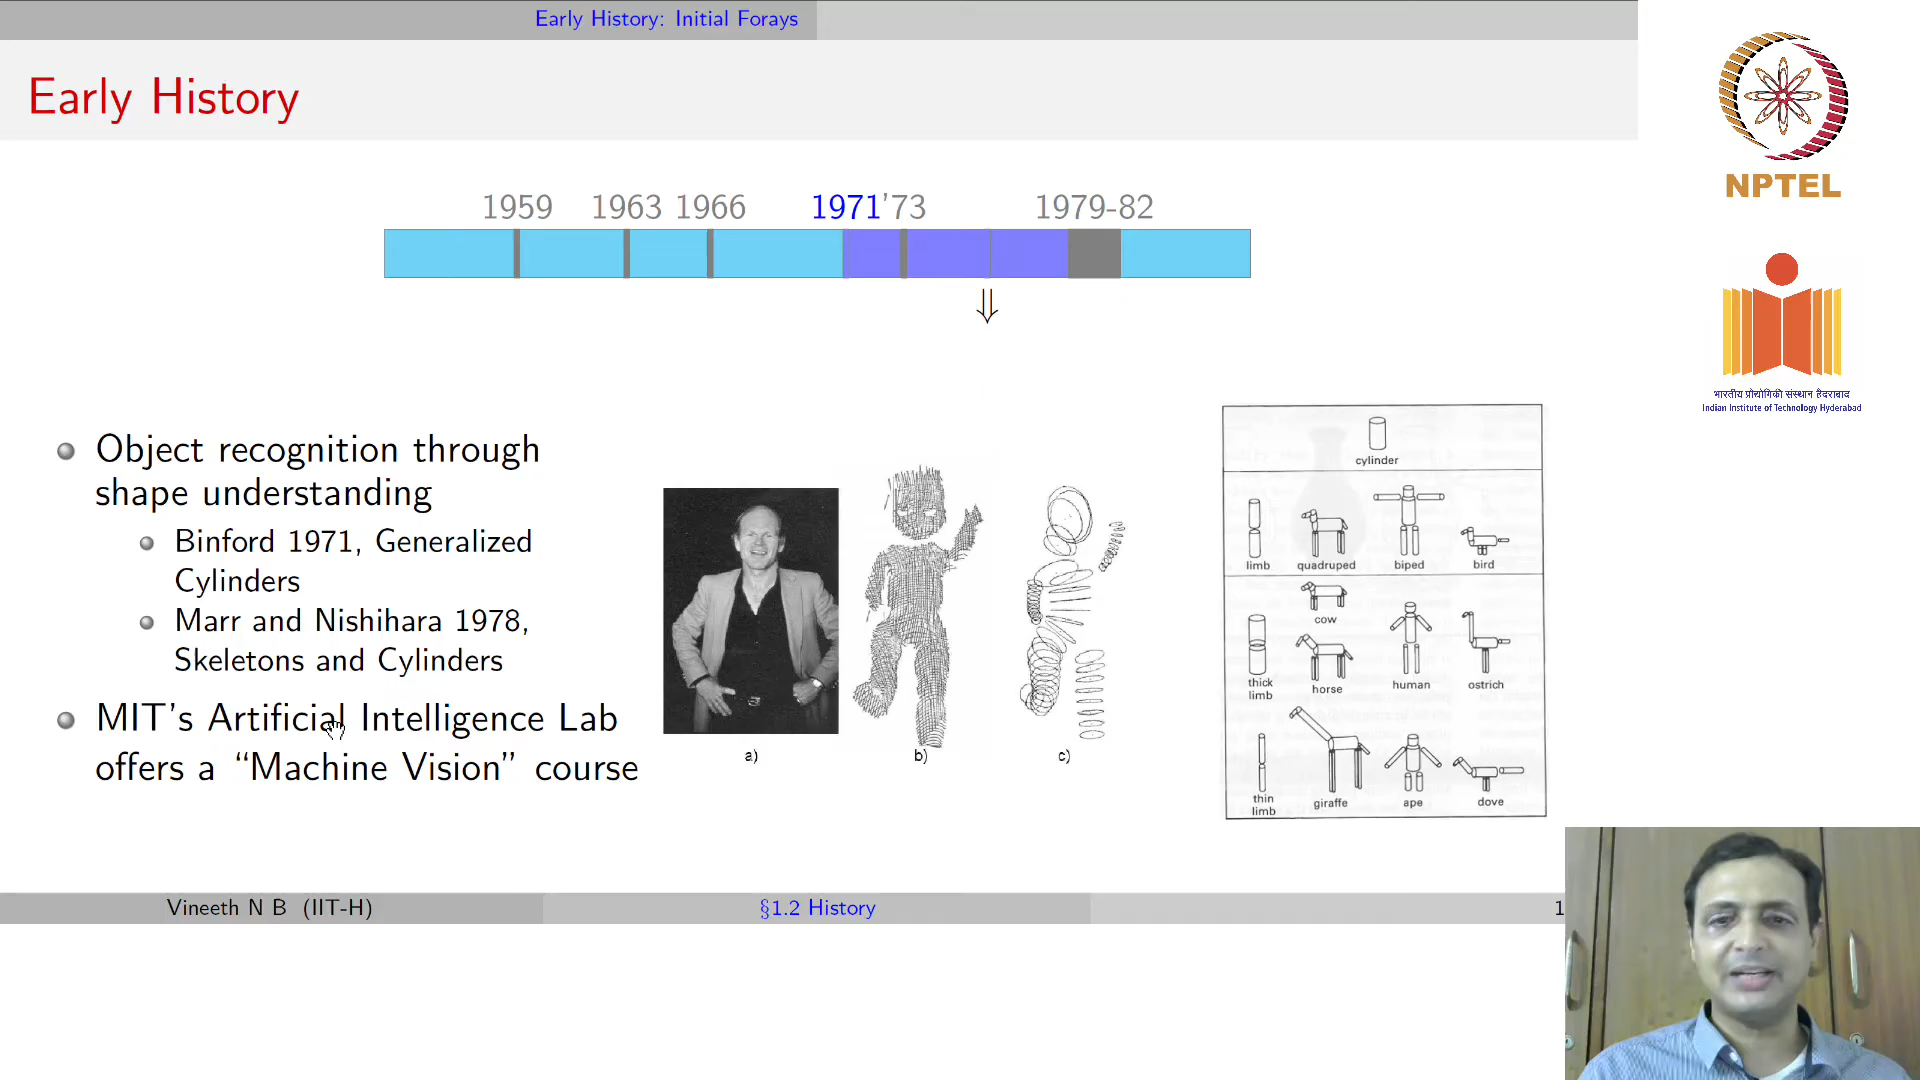 Early History: Initial Forays
Early History
NPTEL
1959 1963 1966 1971 '73 1979-82
⇓
भारतीय प्रौद्योगिकी संस्थान हैदराबाद
Indian Institute of Technology Hyderabad
Object recognition through
shape understanding
Binford 1971, Generalized
Cylinders
Marr and Nishihara 1978,
Skeletons and Cylinders
MIT's Artificial Intelligence Lab
offers a “Machine Vision” course
a) b) c)
cylinder
limb quadruped biped bird
cow
thick
limb
horse human ostrich
thin
limb
giraffe ape dove
Vineeth N B (IIT-H)
§1.2 History
1